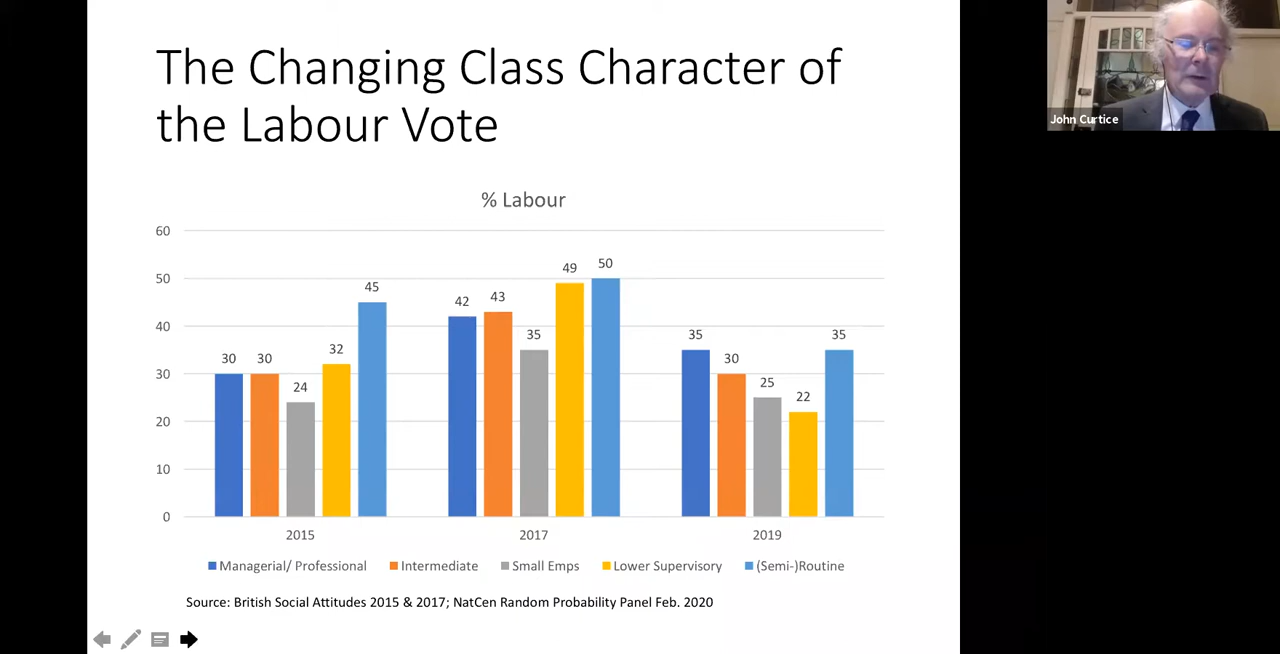 The Changing Class Character of
the Labour Vote
John Curtice
% Labour
60
50
40
30
20
10
0
30 30 24 32 45
42 43 35 49 50
35 30 25 22 35
2015 2017 2019
Managerial/ Professional Intermediate Small Emps Lower Supervisory (Semi-)Routine
Source: British Social Attitudes 2015 & 2017; NatCen Random Probability Panel Feb. 2020